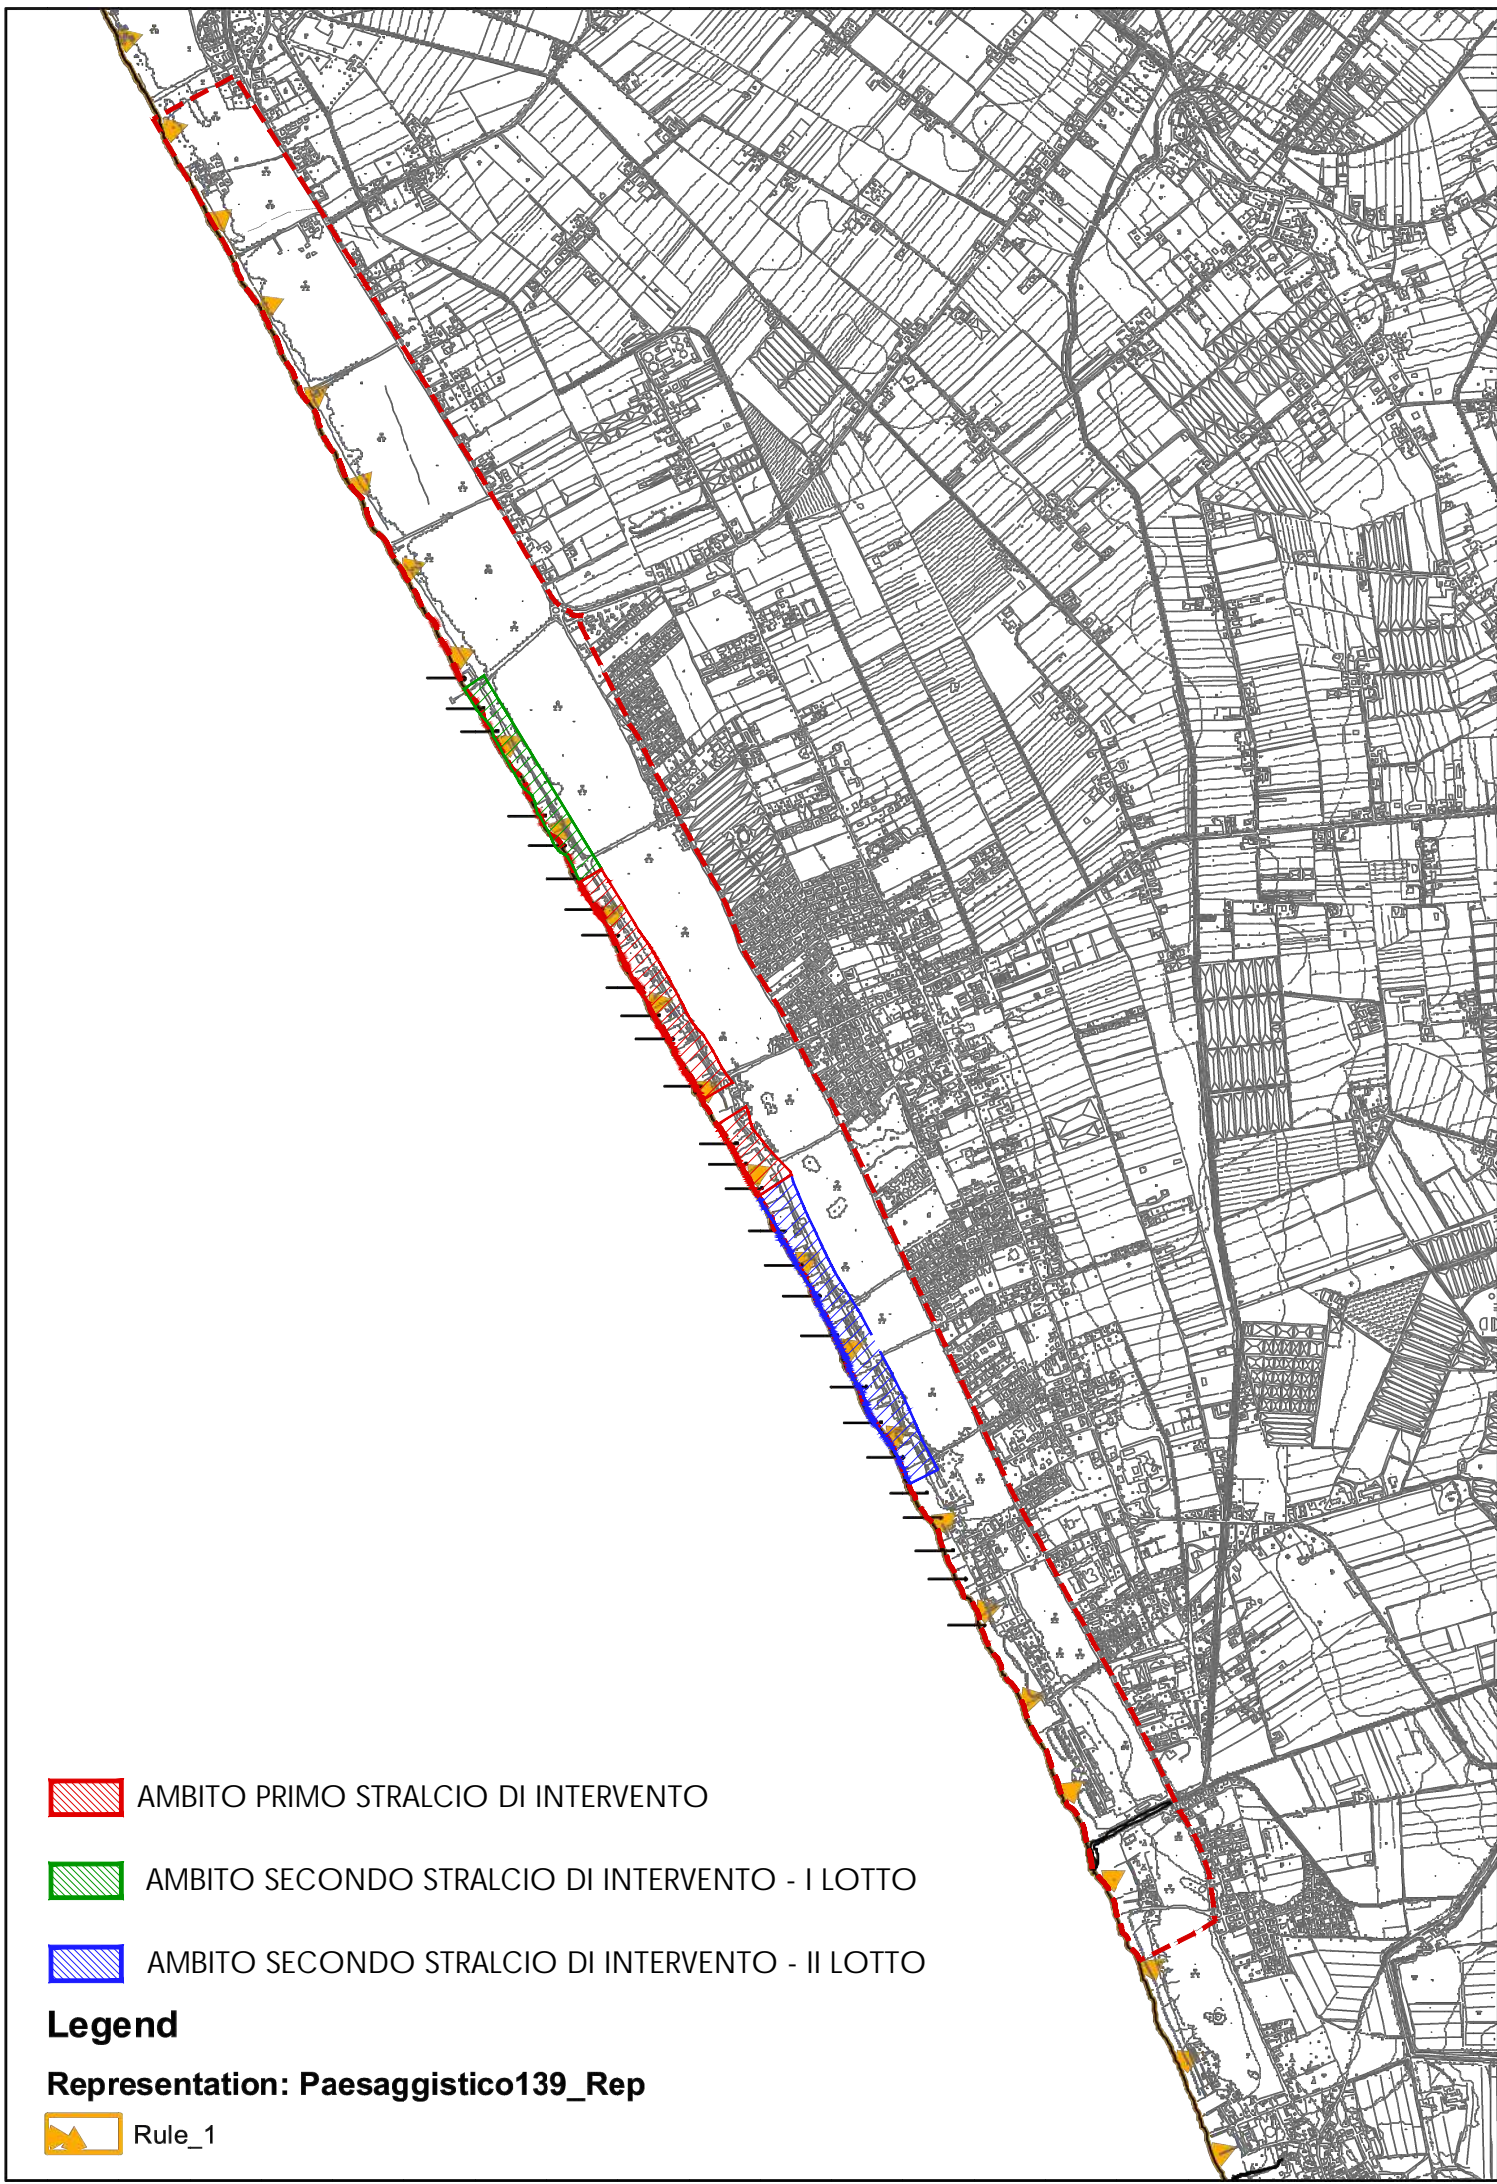 AMBITO PRIMO STRALCIO DI INTERVENTO
AMBITO SECONDO STRALCIO DI INTERVENTO - I LOTTO
AMBITO SECONDO STRALCIO DI INTERVENTO - II LOTTO
Legend
Representation: Paesaggistico139_Rep
Rule_1